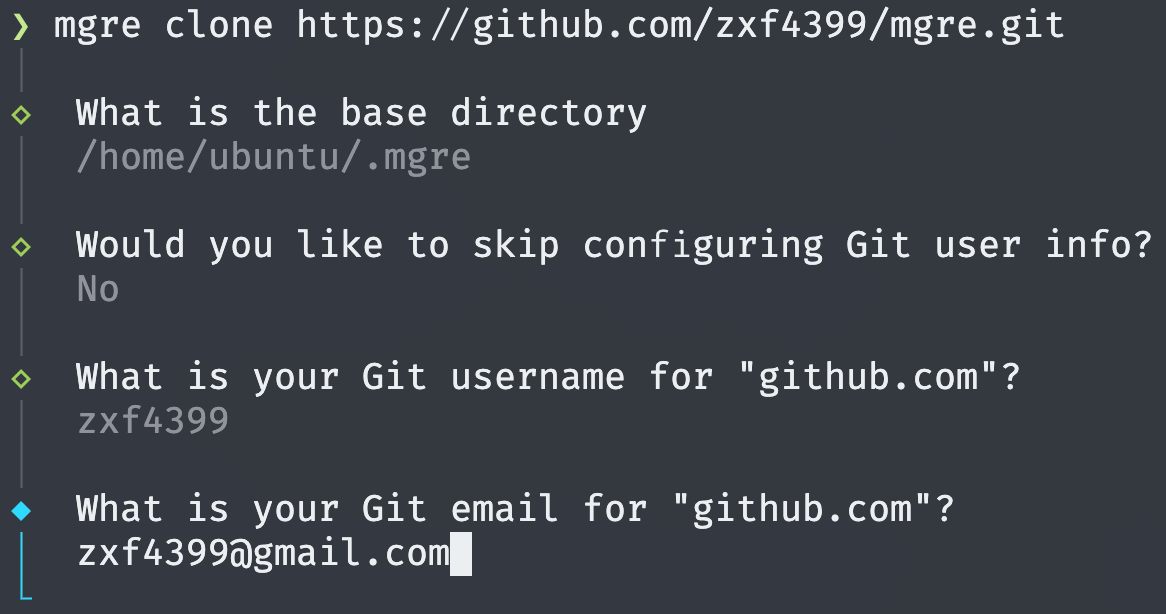 ❯ mgre clone https://github.com/zxf4399/mgre.git
What is the base directory
/home/ubuntu/.mgre
Would you like to skip configuring Git user info?
No
What is your Git username for "github.com"?
zxf4399
What is your Git email for "github.com"?
zxf4399@gmail.com